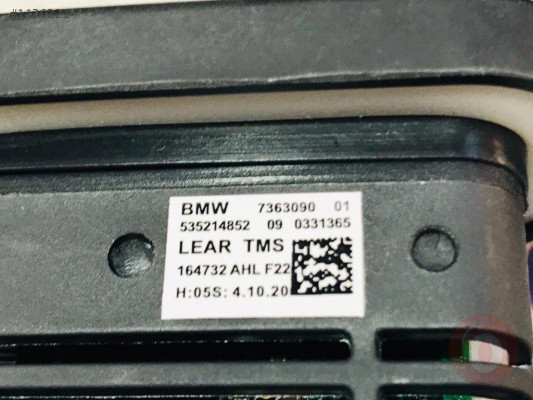 BMW 7363090 01
535214852 09 0331365
LEAR TMS
164732 AHL F22
H:05S: 4.10.20